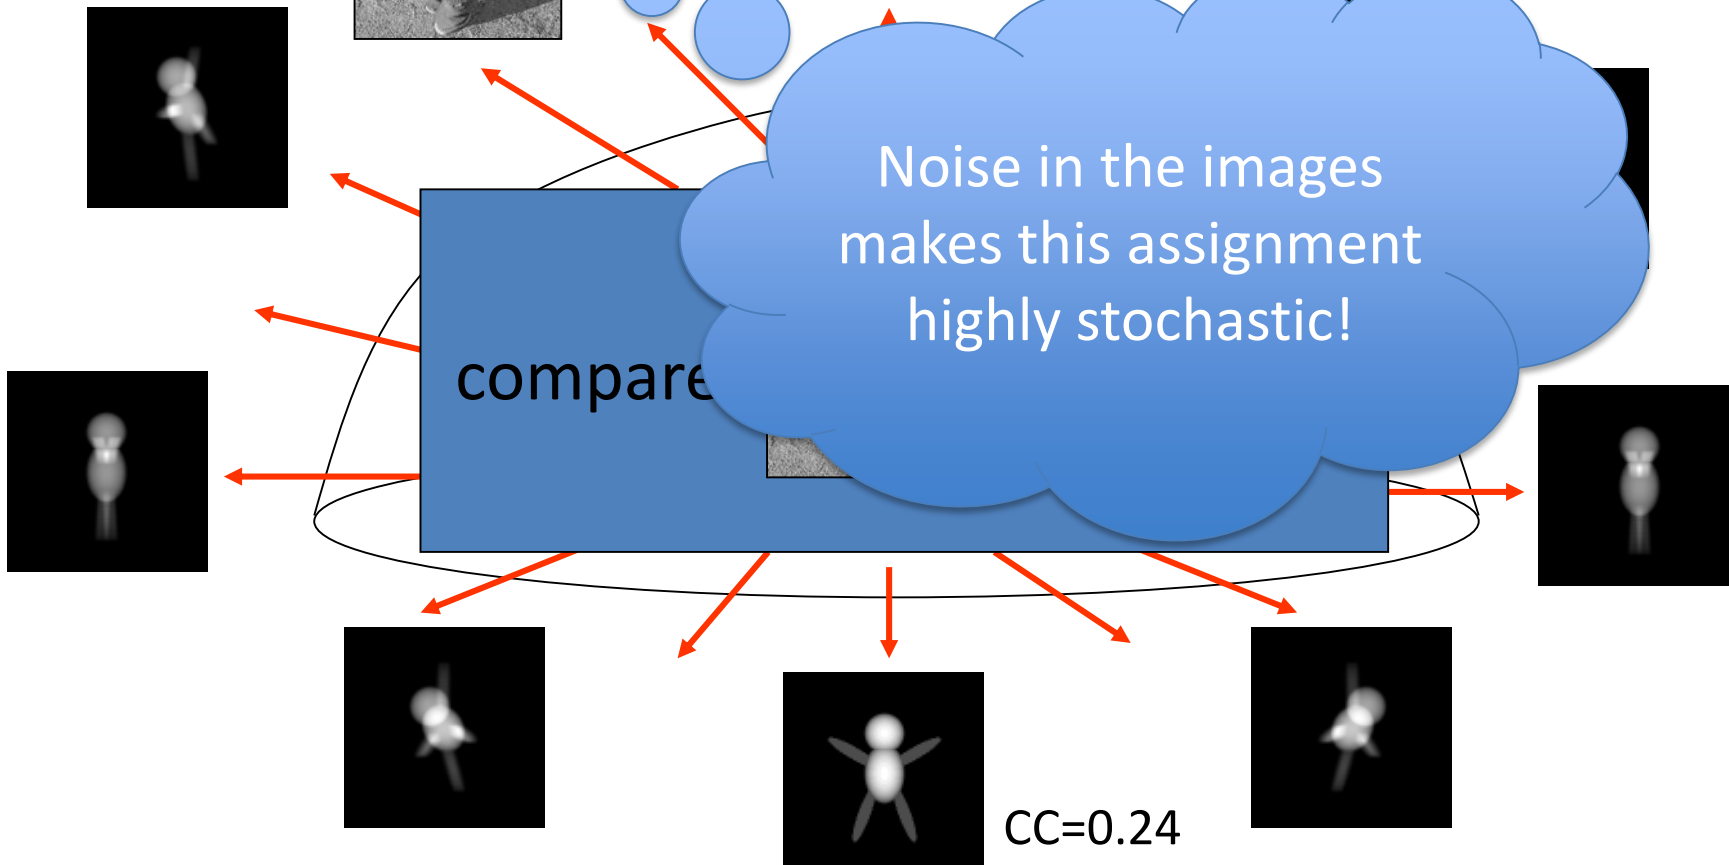 Noise in the images
makes this assignment
highly stochastic!
compare
CC=0.24